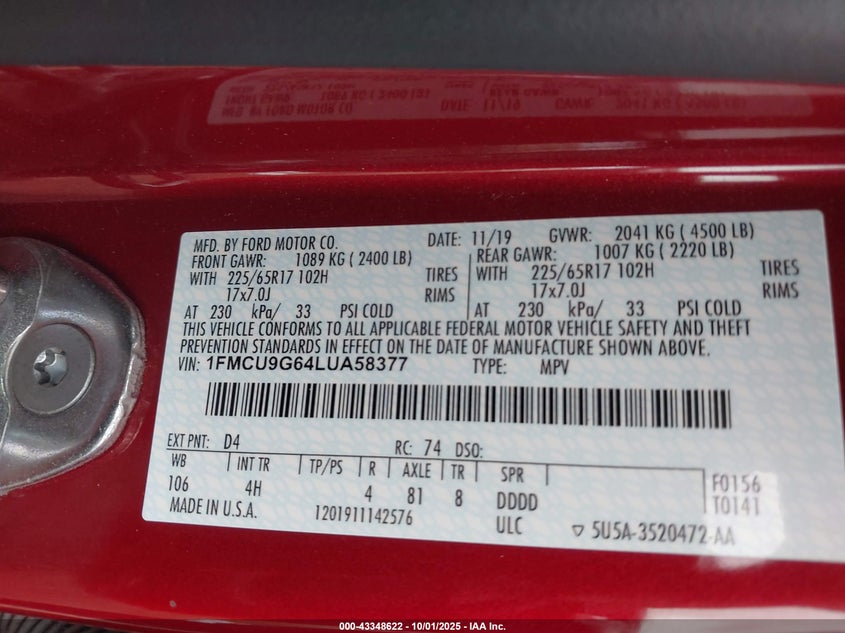 MFD. BY FORD MOTOR CO. DATE: 11/19 GVWR: 2041 KG ( 4500 LB)
FRONT GAWR: 1089 KG ( 2400 LB) REAR GAWR: 1007 KG ( 2220 LB)
WITH 225/65R17 102H TIRES WITH 225/65R17 102H TIRES
17x7.0J RIMS 17x7.0J RIMS
AT 230 kPa/ 33 PSI COLD AT 230 kPa/ 33 PSI COLD
THIS VEHICLE CONFORMS TO ALL APPLICABLE FEDERAL MOTOR VEHICLE SAFETY AND THEFT
PREVENTION STANDARDS IN EFFECT ON THE DATE OF MANUFACTURE SHOWN ABOVE.
VIN: 1FMCU9G64LUA58377 TYPE: MPV
EXT PNT: D4 RC: 74 DSO:
WB INT TR TP/PS R AXLE TR SPR F0156
106 4H 4 81 8 DDDD T0141
MADE IN U.S.A. 1201911142576 ULC ▽ 5U5A-3520472-AA
000-43348622 - 10/01/2025 - IAA Inc.